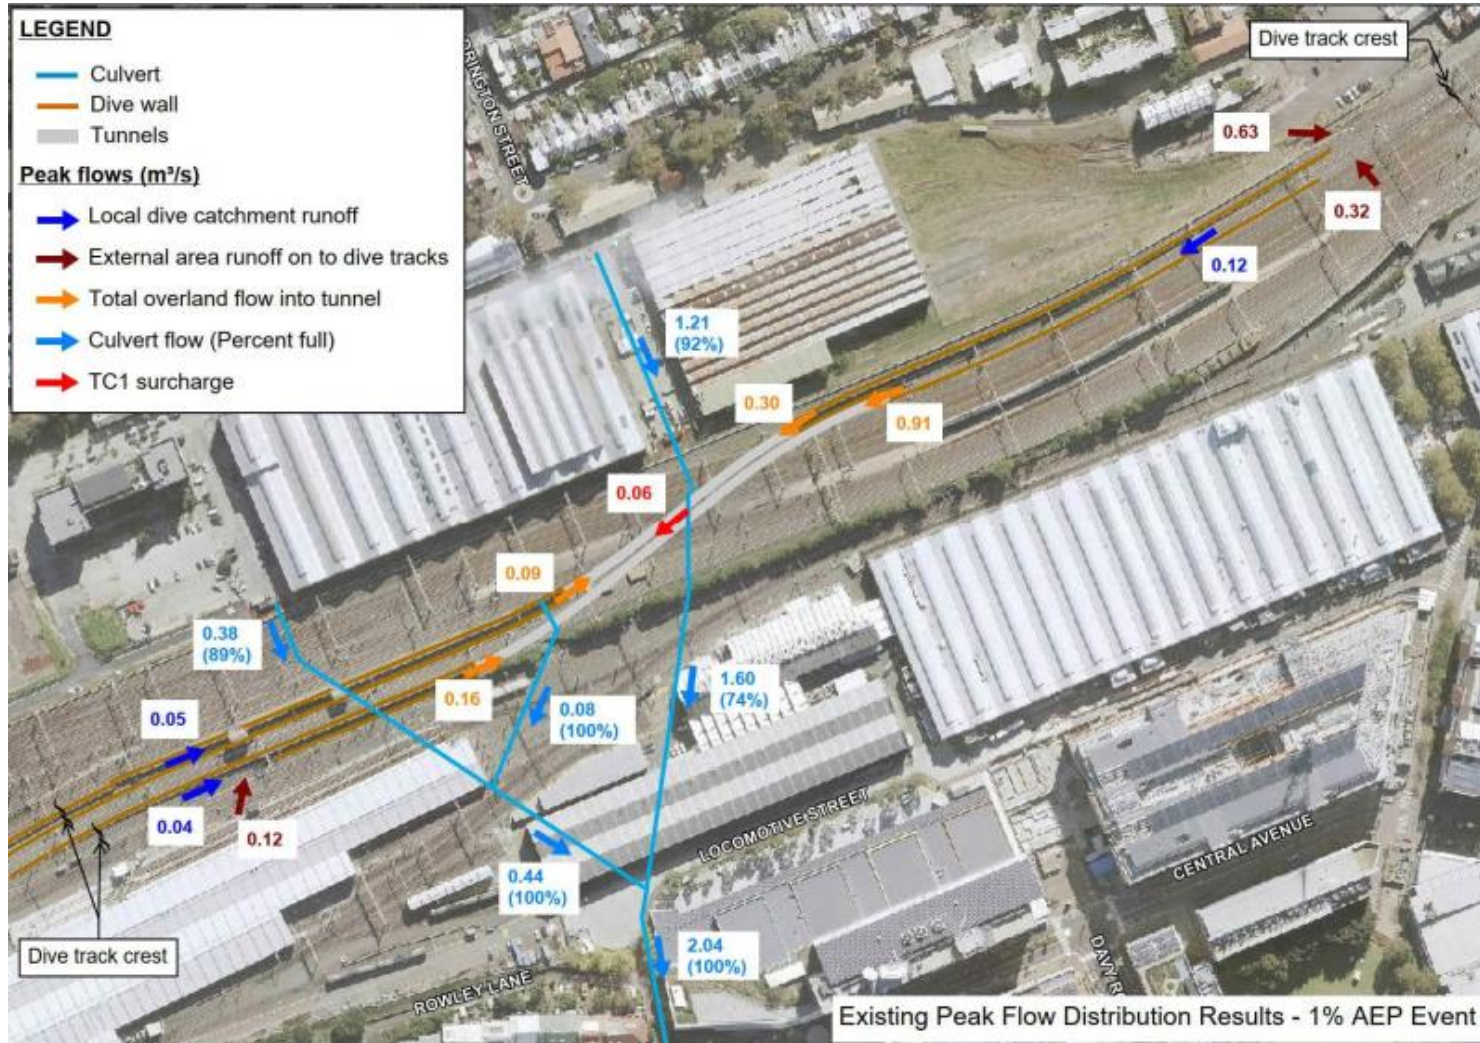 LEGEND
Culvert
Dive wall
Tunnels
Peak flows (m³/s)
Local dive catchment runoff
External area runoff on to dive tracks
Total overland flow into tunnel
Culvert flow (Percent full)
TC1 surcharge
RRINGTON STREET
Dive track crest
0.63
0.32
0.12
1.21
(92%)
0.30
0.91
0.06
0.09
0.38
(89%)
0.16
0.08
(100%)
1.60
(74%)
0.05
0.04
0.12
LOCOMOTIVE STREET
CENTRAL AVENUE
0.44
(100%)
2.04
(100%)
Dive track crest
ROWLEY LANE
DAVY R
Existing Peak Flow Distribution Results - 1% AEP Event